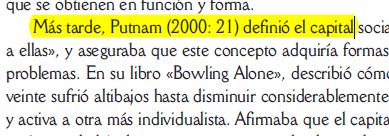 que se obtienen en función y forma.
Más tarde, Putnam (2000: 21) definió el capital socia
a ellas», y aseguraba que este concepto adquiría formas
problemas. En su libro «Bowling Alone», describió cómo
veinte sufrió altibajos hasta disminuir considerablemente
y activa a otra más individualista. Afirmaba que el capita